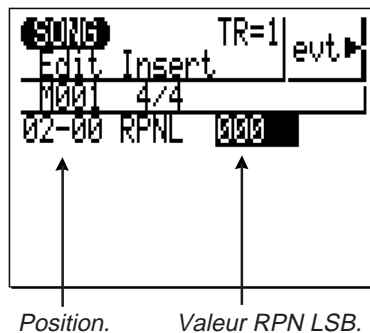 SONG TR=1 evt
Edit Insert
M001 4/4
02-00 RPNL 000
Position. Valeur RPN LSB.